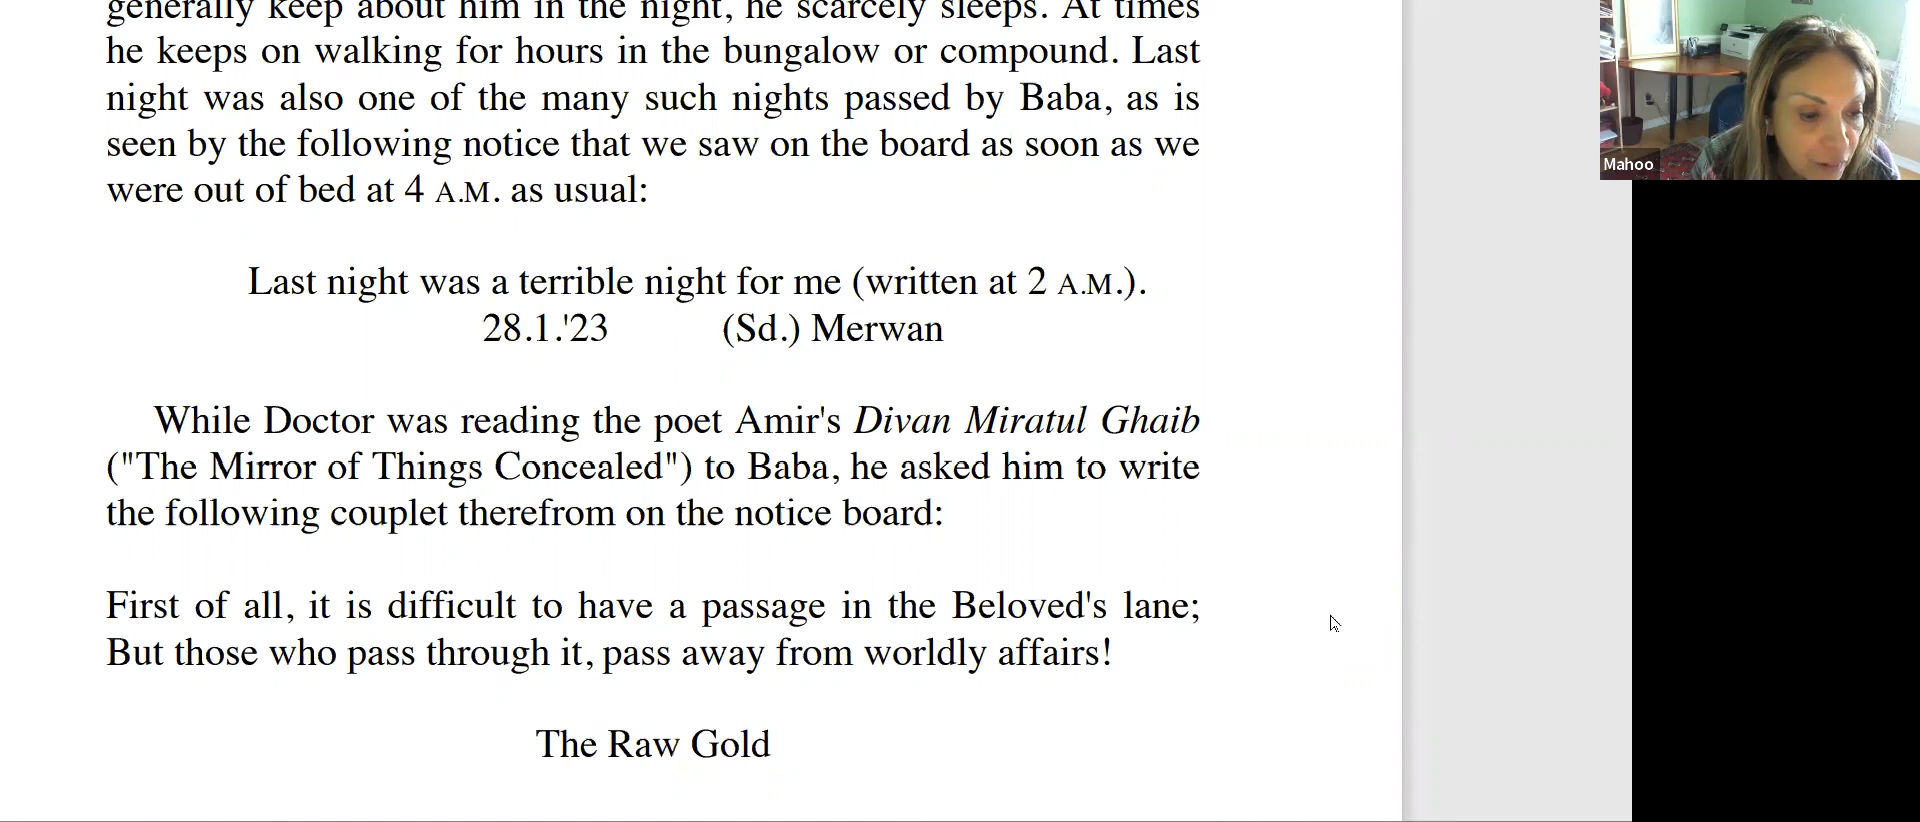 generally keep about him in the night, he scarcely sleeps. At times
he keeps on walking for hours in the bungalow or compound. Last
night was also one of the many such nights passed by Baba, as is
seen by the following notice that we saw on the board as soon as we
were out of bed at 4 A.M. as usual:
Last night was a terrible night for me (written at 2 A.M.).
28.1.'23 (Sd.) Merwan
While Doctor was reading the poet Amir's Divan Miratul Ghaib
("The Mirror of Things Concealed") to Baba, he asked him to write
the following couplet therefrom on the notice board:
First of all, it is difficult to have a passage in the Beloved's lane;
But those who pass through it, pass away from worldly affairs!
The Raw Gold
Mahoo